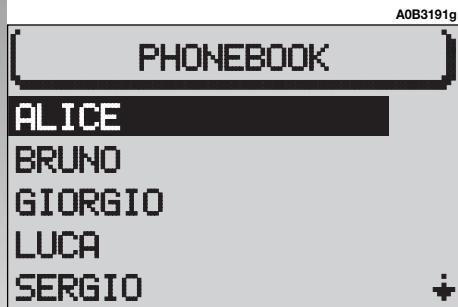 A0B3191g
PHONEBOOK
ALICE
BRUNO
GIORGIO
LUCA
SERGIO